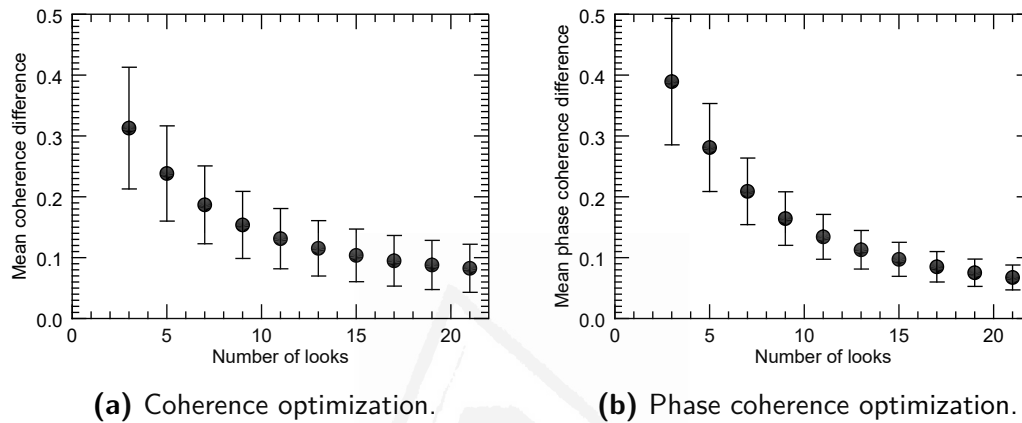 0.5
0.4
0.3
0.2
0.1
0.0
Mean coherence difference
0 5 10 15 20
Number of looks
(a) Coherence optimization.
0.5
0.4
0.3
0.2
0.1
0.0
Mean phase coherence difference
0 5 10 15 20
Number of looks
(b) Phase coherence optimization.